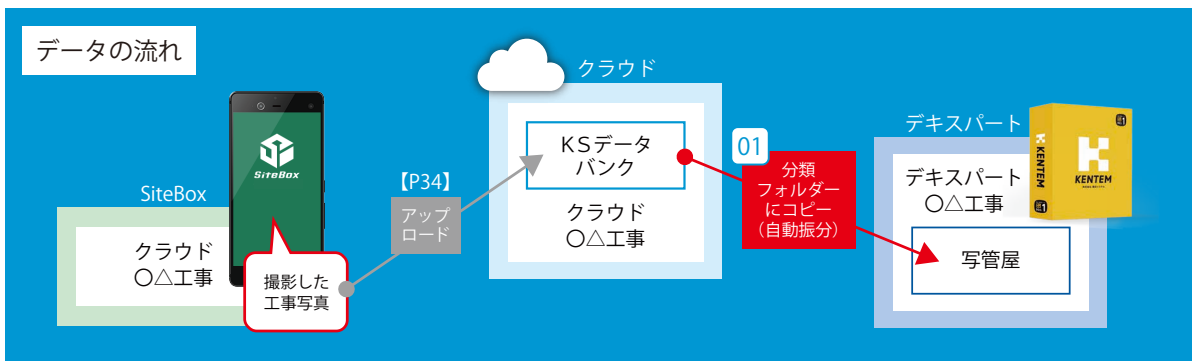 データの流れ
SiteBox
クラウド
〇△工事
SiteBox
撮影した
工事写真
【P34】
アップ
ロード
クラウド
KSデータ
バンク
クラウド
〇△工事
01
分類
フォルダー
にコピー
（自動振分）
デキスパート
デキスパート
〇△工事
写管屋
KENTEM
KENTEM